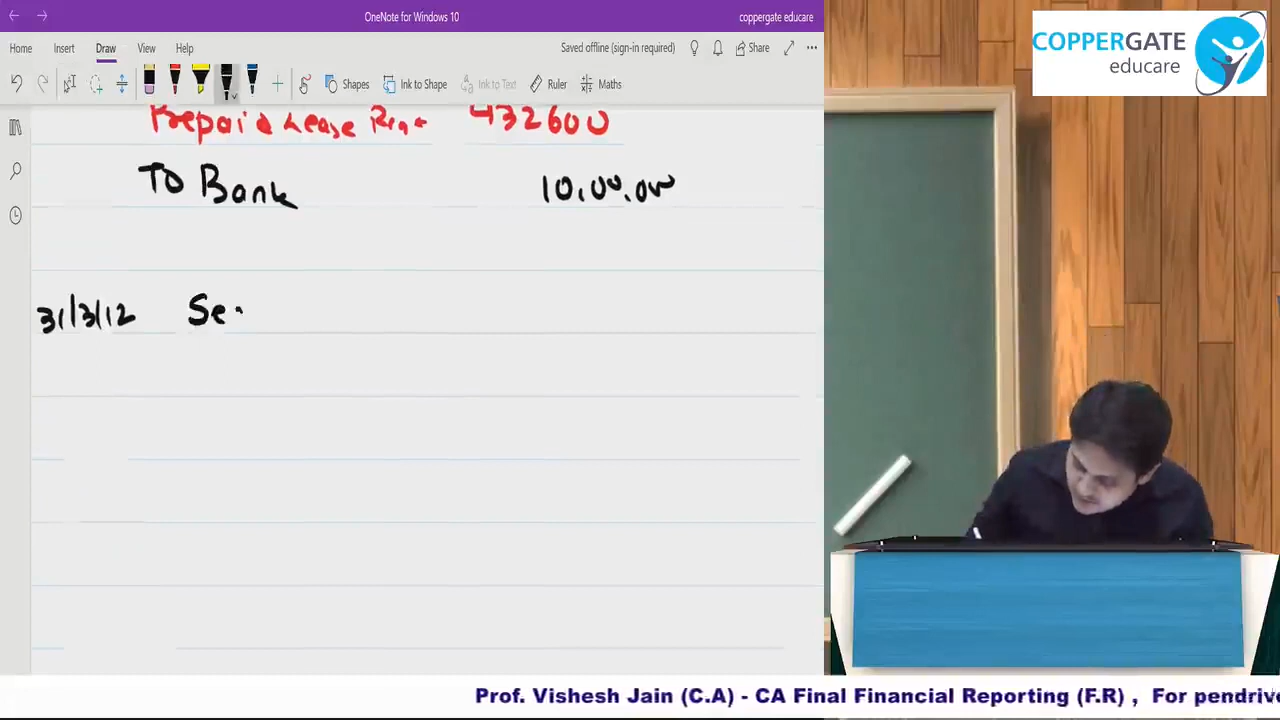 OneNote for Windows 10
coppergate educare
Home Insert Draw View Help
Saved offline (sign-in required)
Share
Shapes
Ink to Shape
Ink to Text
Ruler
Maths
COPPERGATE
educare
Prepaid Lease Rent 432600
To Bank 10,00,000
31/3/12 Se
Prof. Vishesh Jain (C.A) - CA Final Financial Reporting (F.R) , For pendrive